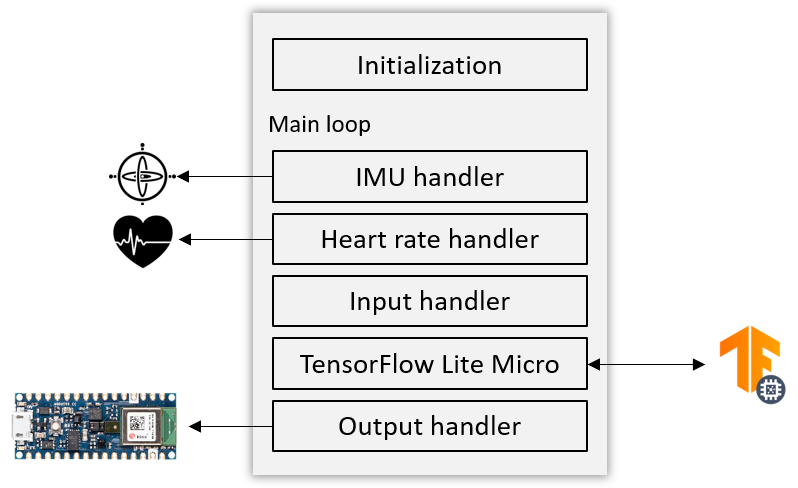 Initialization
Main loop
IMU handler
Heart rate handler
Input handler
TensorFlow Lite Micro
Output handler